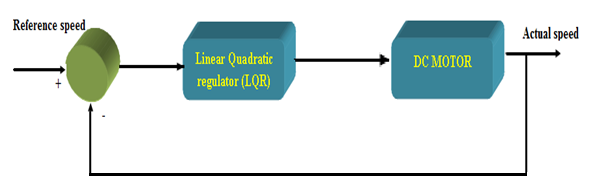 Reference speed
+
-
Linear Quadratic
regulator (LQR)
DC MOTOR
Actual speed